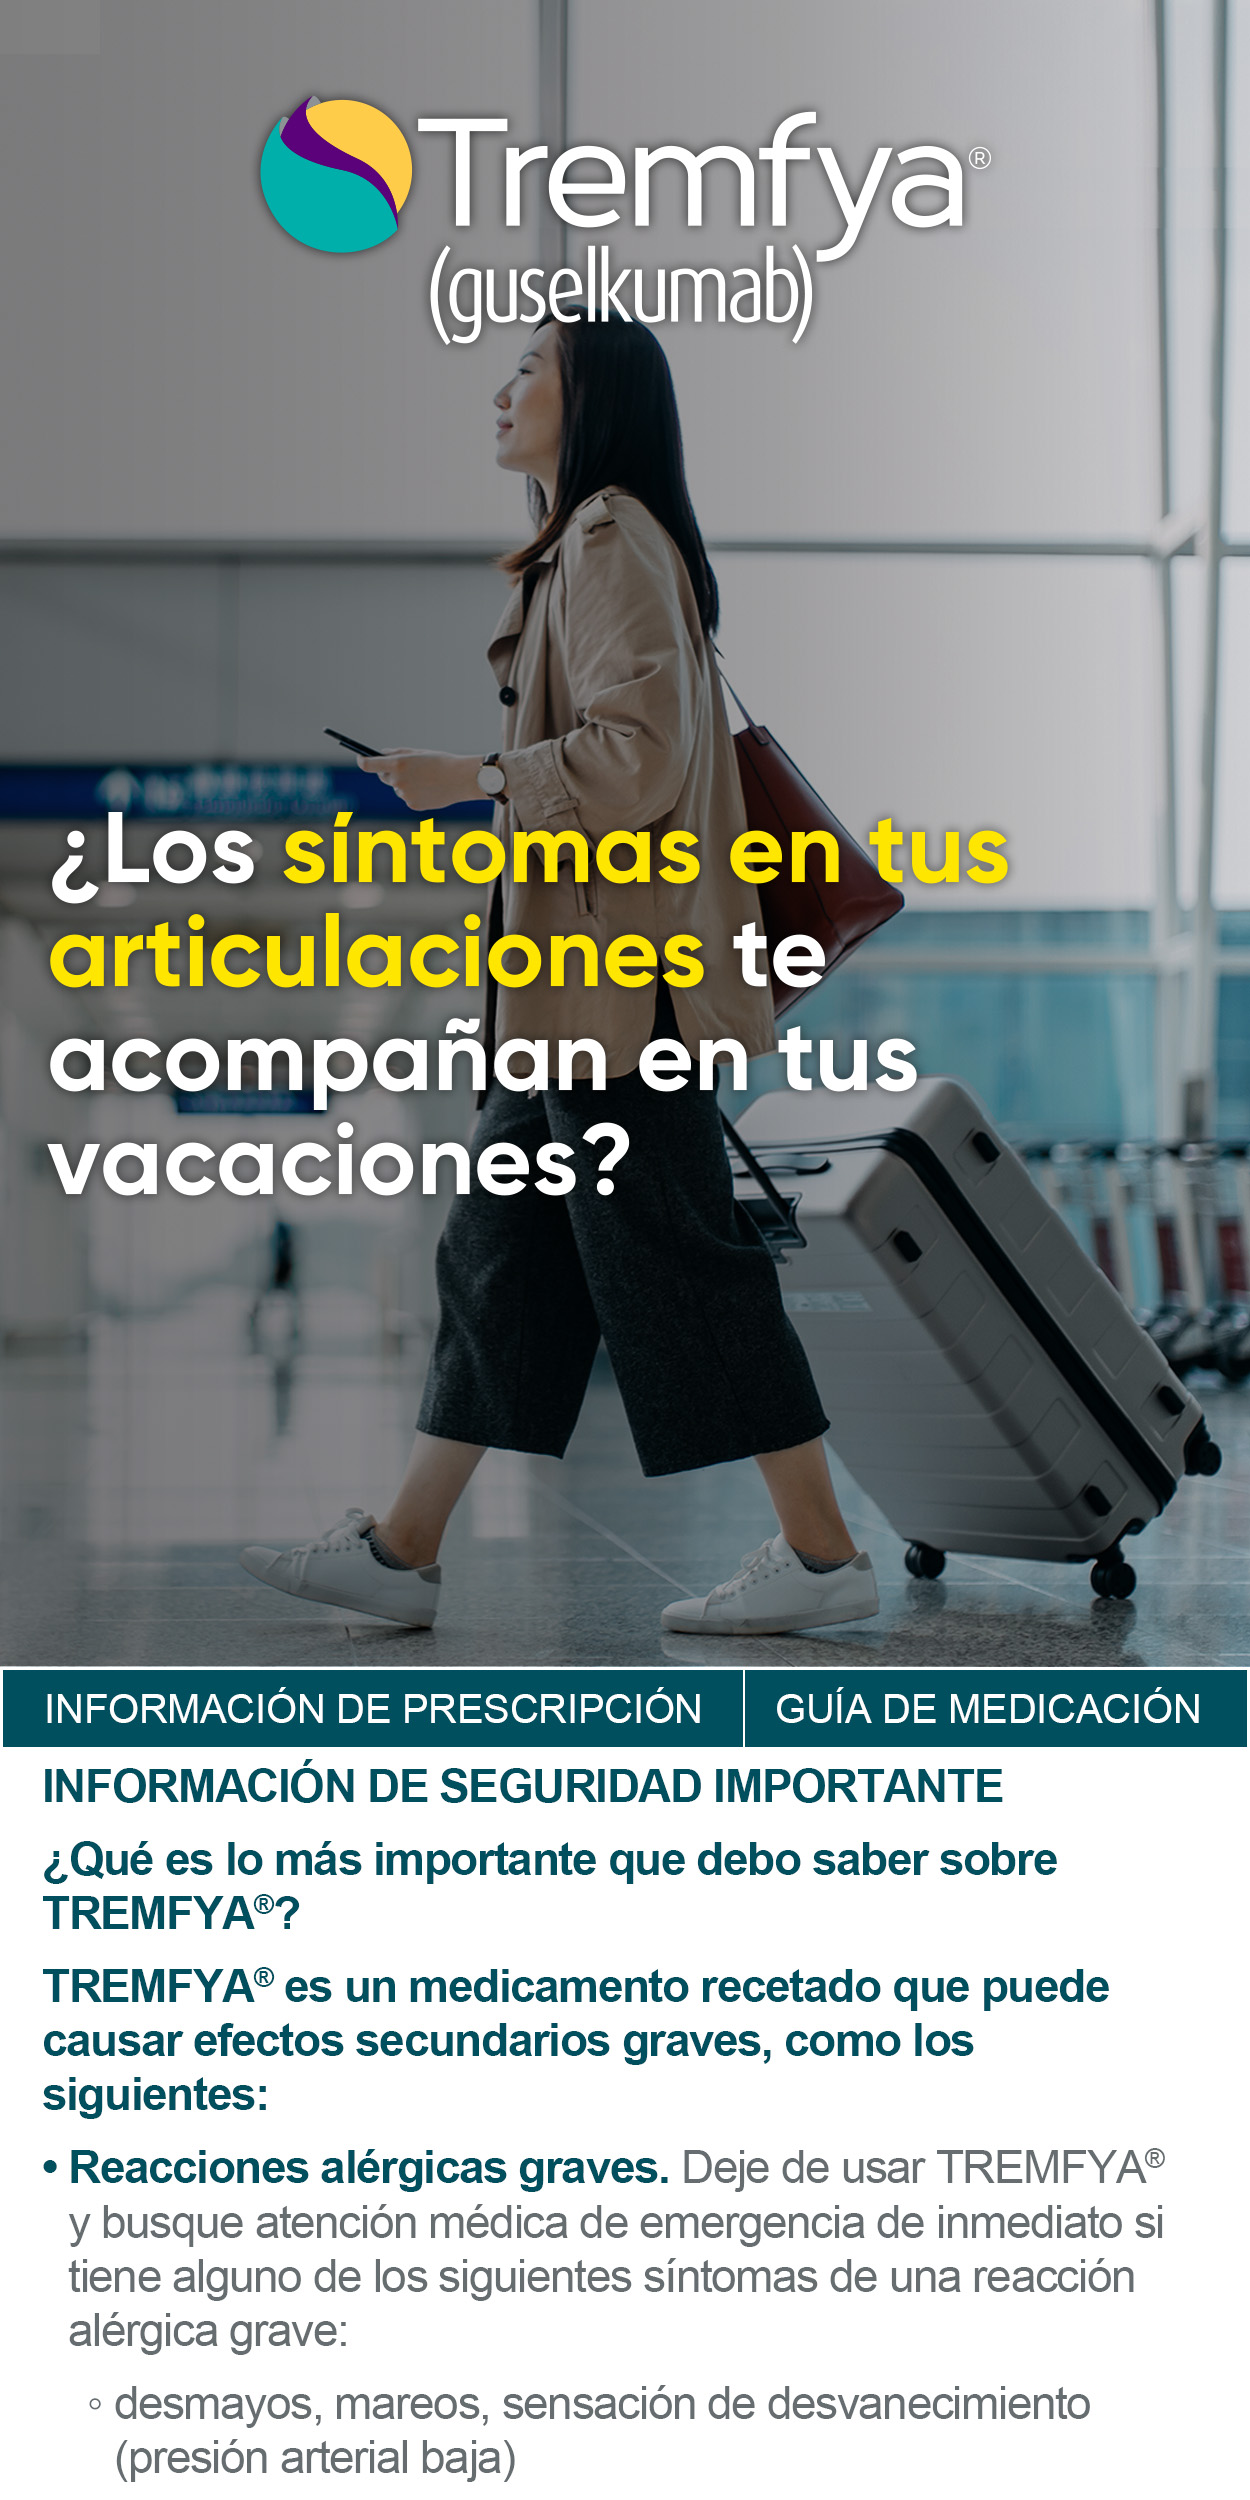 Tremfya®
(guselkumab)
¿Los síntomas en tus
articulaciones te
acompañan en tus
vacaciones?
INFORMACIÓN DE PRESCRIPCIÓN
GUÍA DE MEDICACIÓN
INFORMACIÓN DE SEGURIDAD IMPORTANTE
¿Qué es lo más importante que debo saber sobre
TREMFYA®?
TREMFYA® es un medicamento recetado que puede
causar efectos secundarios graves, como los
siguientes:
• Reacciones alérgicas graves. Deje de usar TREMFYA®
y busque atención médica de emergencia de inmediato si
tiene alguno de los siguientes síntomas de una reacción
alérgica grave:
◦ desmayos, mareos, sensación de desvanecimiento
(presión arterial baja)